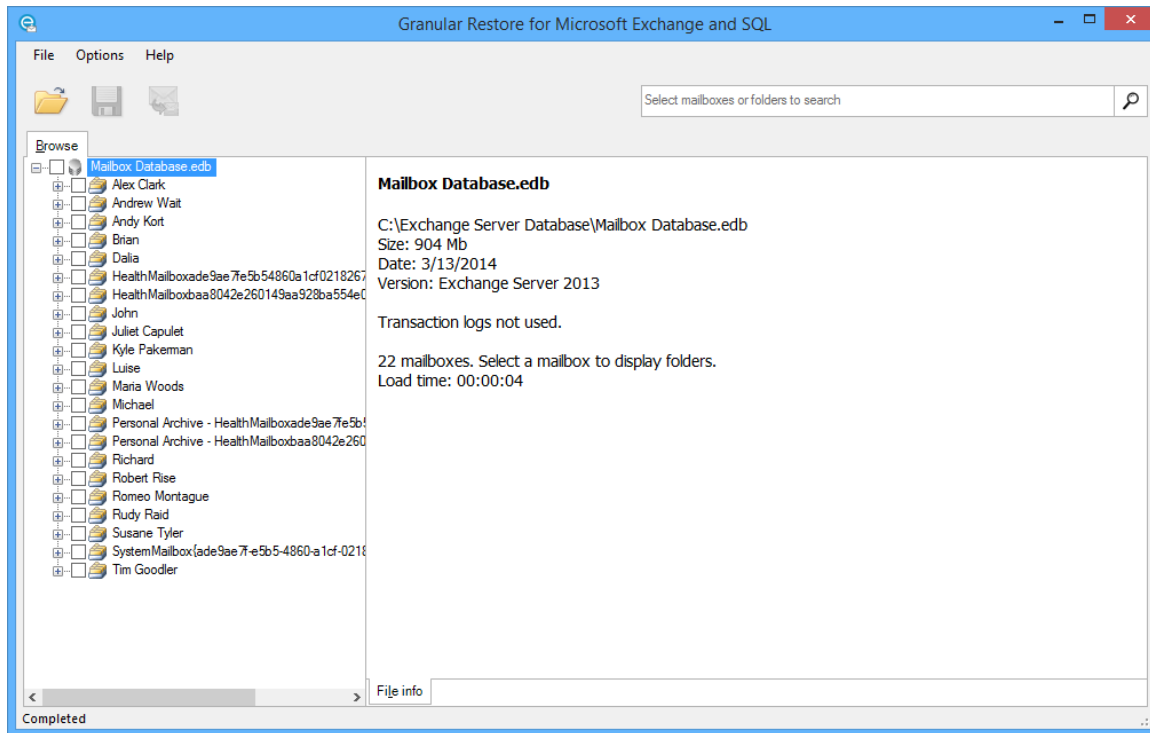 Granular Restore for Microsoft Exchange and SQL
File Options Help
Select mailboxes or folders to search
Browse
Mailbox Database.edb
Alex Clark
Andrew Wait
Andy Kort
Brian
Dalia
HealthMailboxade9ae7fe5b54860a1cf0218267
HealthMailboxbaa8042e260149aa928ba554e0
John
Juliet Capulet
Kyle Pakerman
Luise
Maria Woods
Michael
Personal Archive - HealthMailboxade9ae7fe5b5
Personal Archive - HealthMailboxbaa8042e260
Richard
Robert Rise
Romeo Montague
Rudy Raid
Susane Tyler
SystemMailbox{ade9ae7f-e5b5-4860-a1cf-0218
Tim Goodler
Mailbox Database.edb
C:\Exchange Server Database\Mailbox Database.edb
Size: 904 Mb
Date: 3/13/2014
Version: Exchange Server 2013
Transaction logs not used.
22 mailboxes. Select a mailbox to display folders.
Load time: 00:00:04
File info
Completed